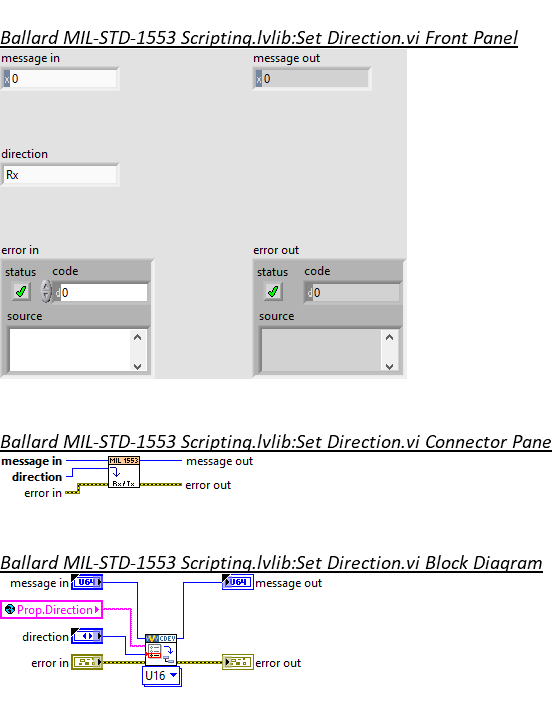 Ballard MIL-STD-1553 Scripting.lvlib:Set Direction.vi Front Panel
message in
message out
x 0
x 0
direction
Rx
error in
error out
status code
status code
d 0
d 0
source
source
Ballard MIL-STD-1553 Scripting.lvlib:Set Direction.vi Connector Pane
message in
MIL 1553
message out
direction
Rx/Tx
error in
error out
Ballard MIL-STD-1553 Scripting.lvlib:Set Direction.vi Block Diagram
message in
U64
U64
message out
Prop.Direction
direction
CDEV
error in
error out
U16